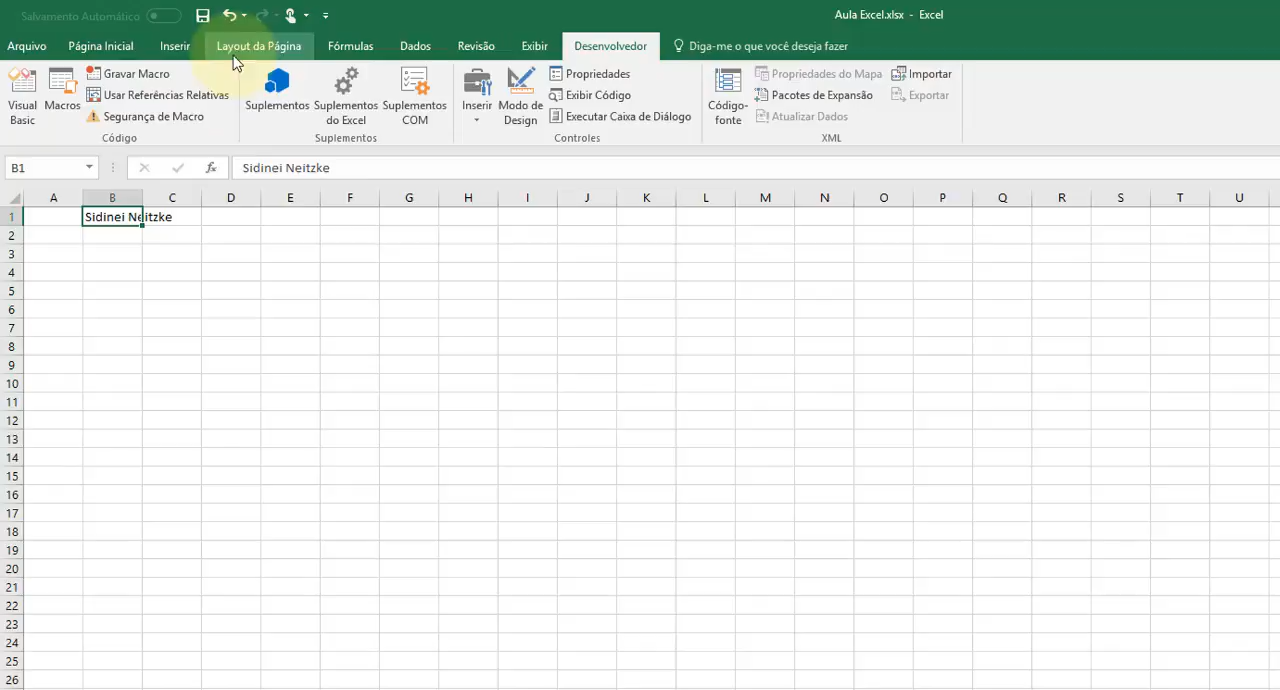 Salvamento Automático
Aula Excel.xlsx - Excel
Arquivo Página Inicial Inserir Layout da Página Fórmulas Dados Revisão Exibir Desenvolvedor Diga-me o que você deseja fazer
Visual Basic
Macros
Gravar Macro
Usar Referências Relativas
Segurança de Macro
Código
Suplementos
Suplementos do Excel
Suplementos COM
Suplementos
Inserir
Modo de Design
Propriedades
Exibir Código
Executar Caixa de Diálogo
Controles
Código-fonte
Propriedades do Mapa
Pacotes de Expansão
Atualizar Dados
Importar
Exportar
XML
B1 fx Sidinei Neitzke
A B C D E F G H I J K L M N O P Q R S T U
1 Sidinei Neitzke
2
3
4
5
6
7
8
9
10
11
12
13
14
15
16
17
18
19
20
21
22
23
24
25
26